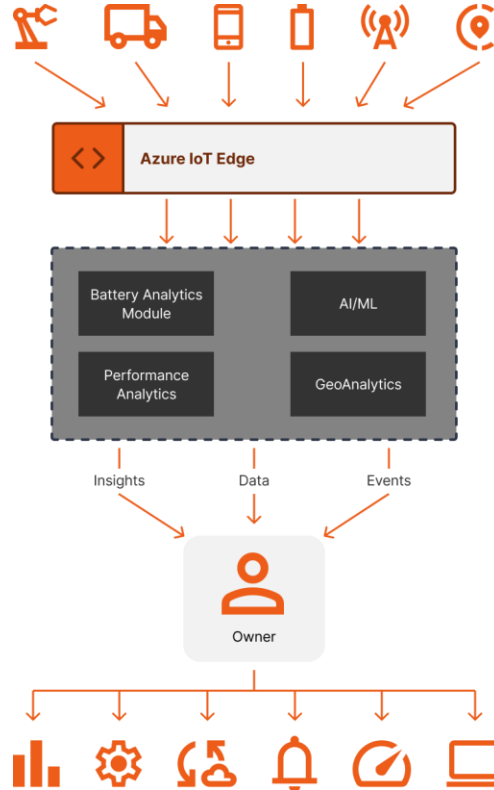 Azure IoT Edge
Battery Analytics
Module
AI/ML
Performance
Analytics
GeoAnalytics
Insights
Data
Events
Owner